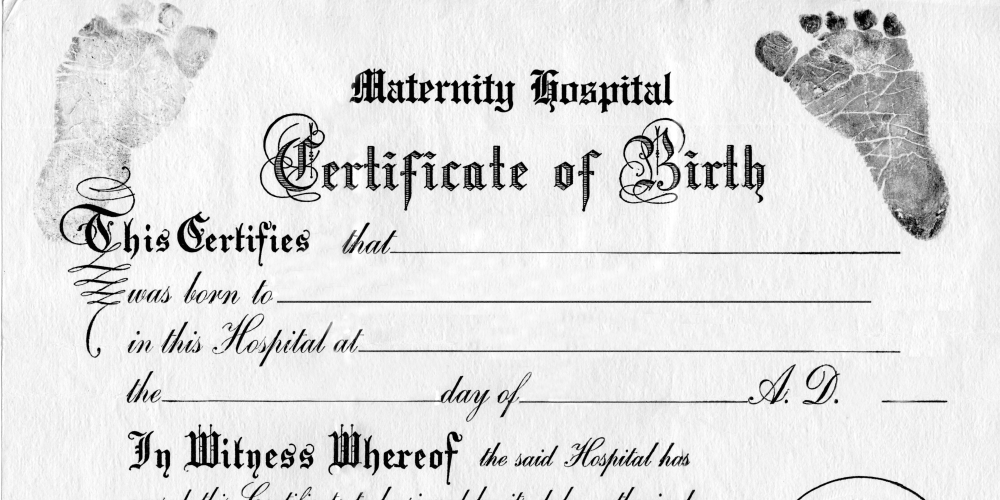 Maternity Hospital
Certificate of Birth
This Certifies that
was born to
in this Hospital at
the day of A. D.
In Witness Whereof the said Hospital has